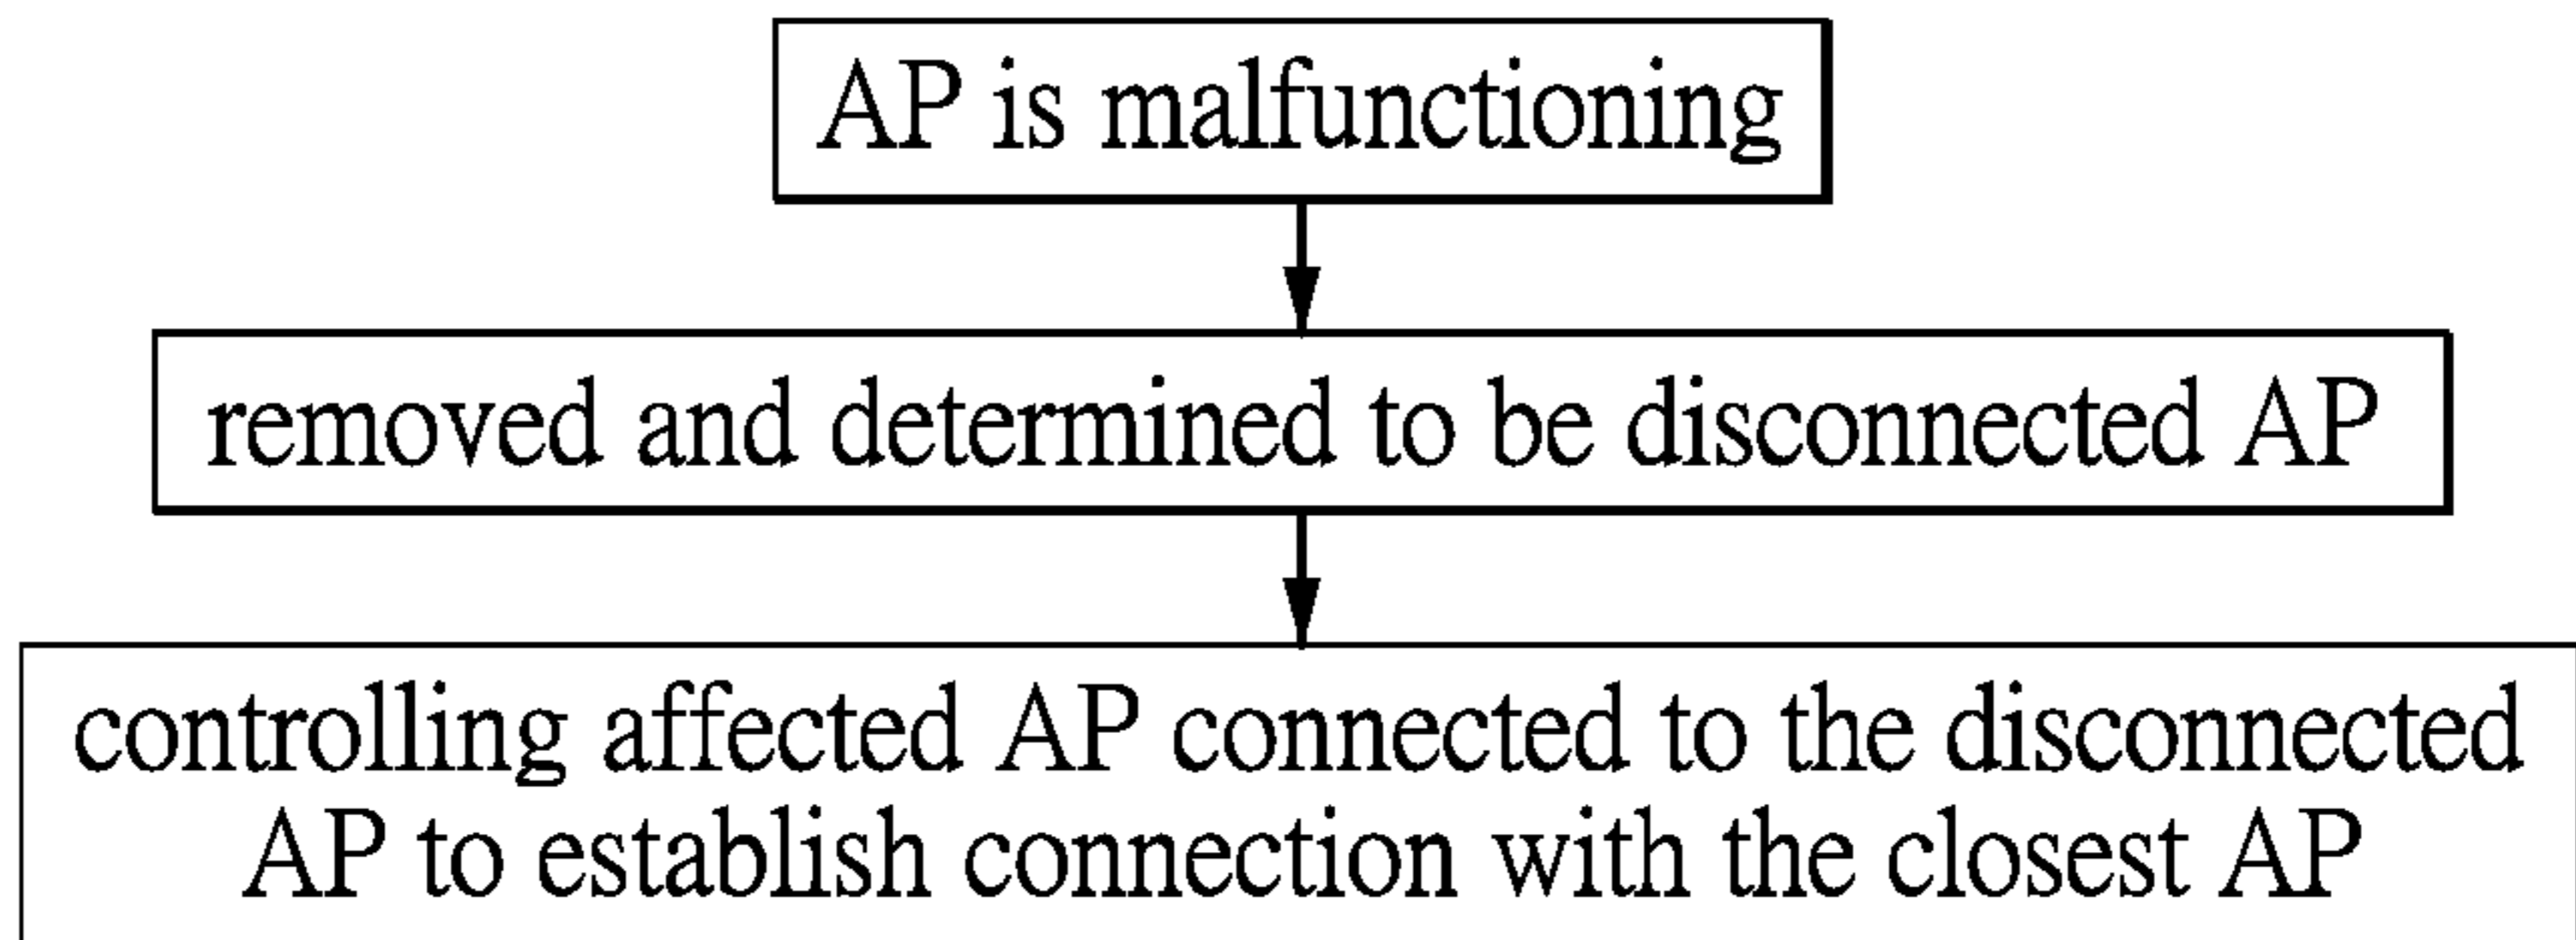 AP is malfunctioning
removed and determined to be disconnected AP
controlling affected AP connected to the disconnected
AP to establish connection with the closest AP